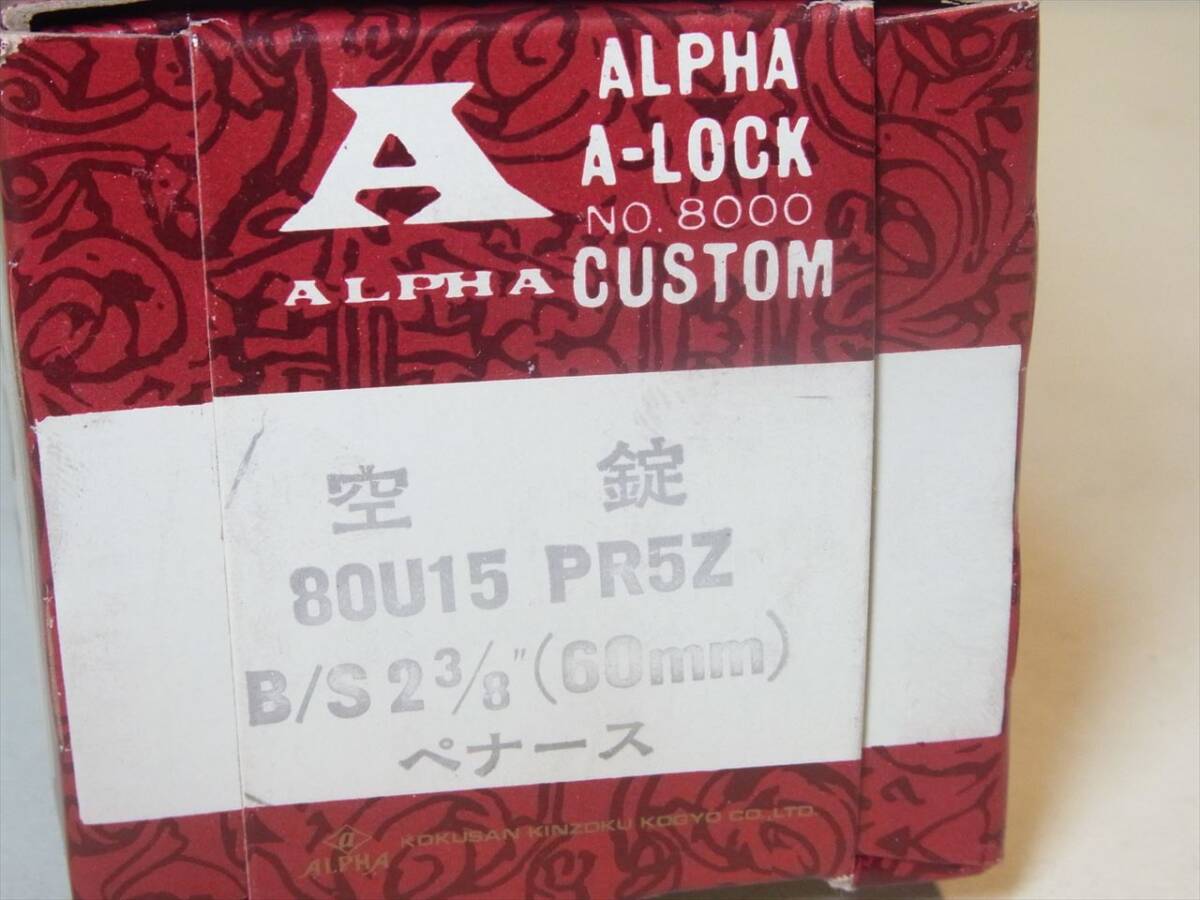 A
ALPHA
ALPHA
A-LOCK
NO. 8000
CUSTOM
空 錠
80U15 PR5Z
B/S 2 3/8" (60mm)
ペナース
α
ALPHA
KOKUSAN KINZOKU KOGYO CO.,LTD.